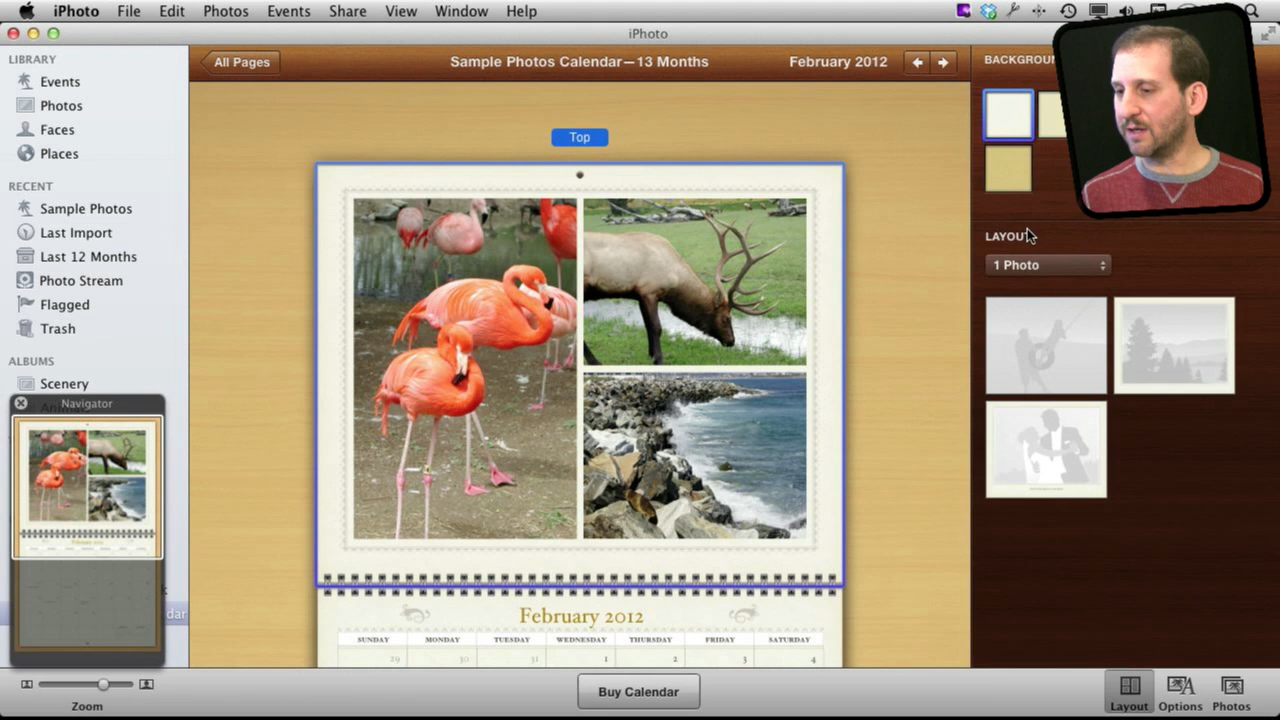 iPhoto File Edit Photos Events Share View Window Help
iPhoto
LIBRARY
Events
Photos
Faces
Places
RECENT
Sample Photos
Last Import
Last 12 Months
Photo Stream
Flagged
Trash
ALBUMS
Scenery
Navigator
Zoom
All Pages
Sample Photos Calendar—13 Months
February 2012
Top
February 2012
SUNDAY MONDAY TUESDAY WEDNESDAY THURSDAY FRIDAY SATURDAY
29 30 31 1 2 3 4
Buy Calendar
LAYOUT
1 Photo
Layout Options Photos